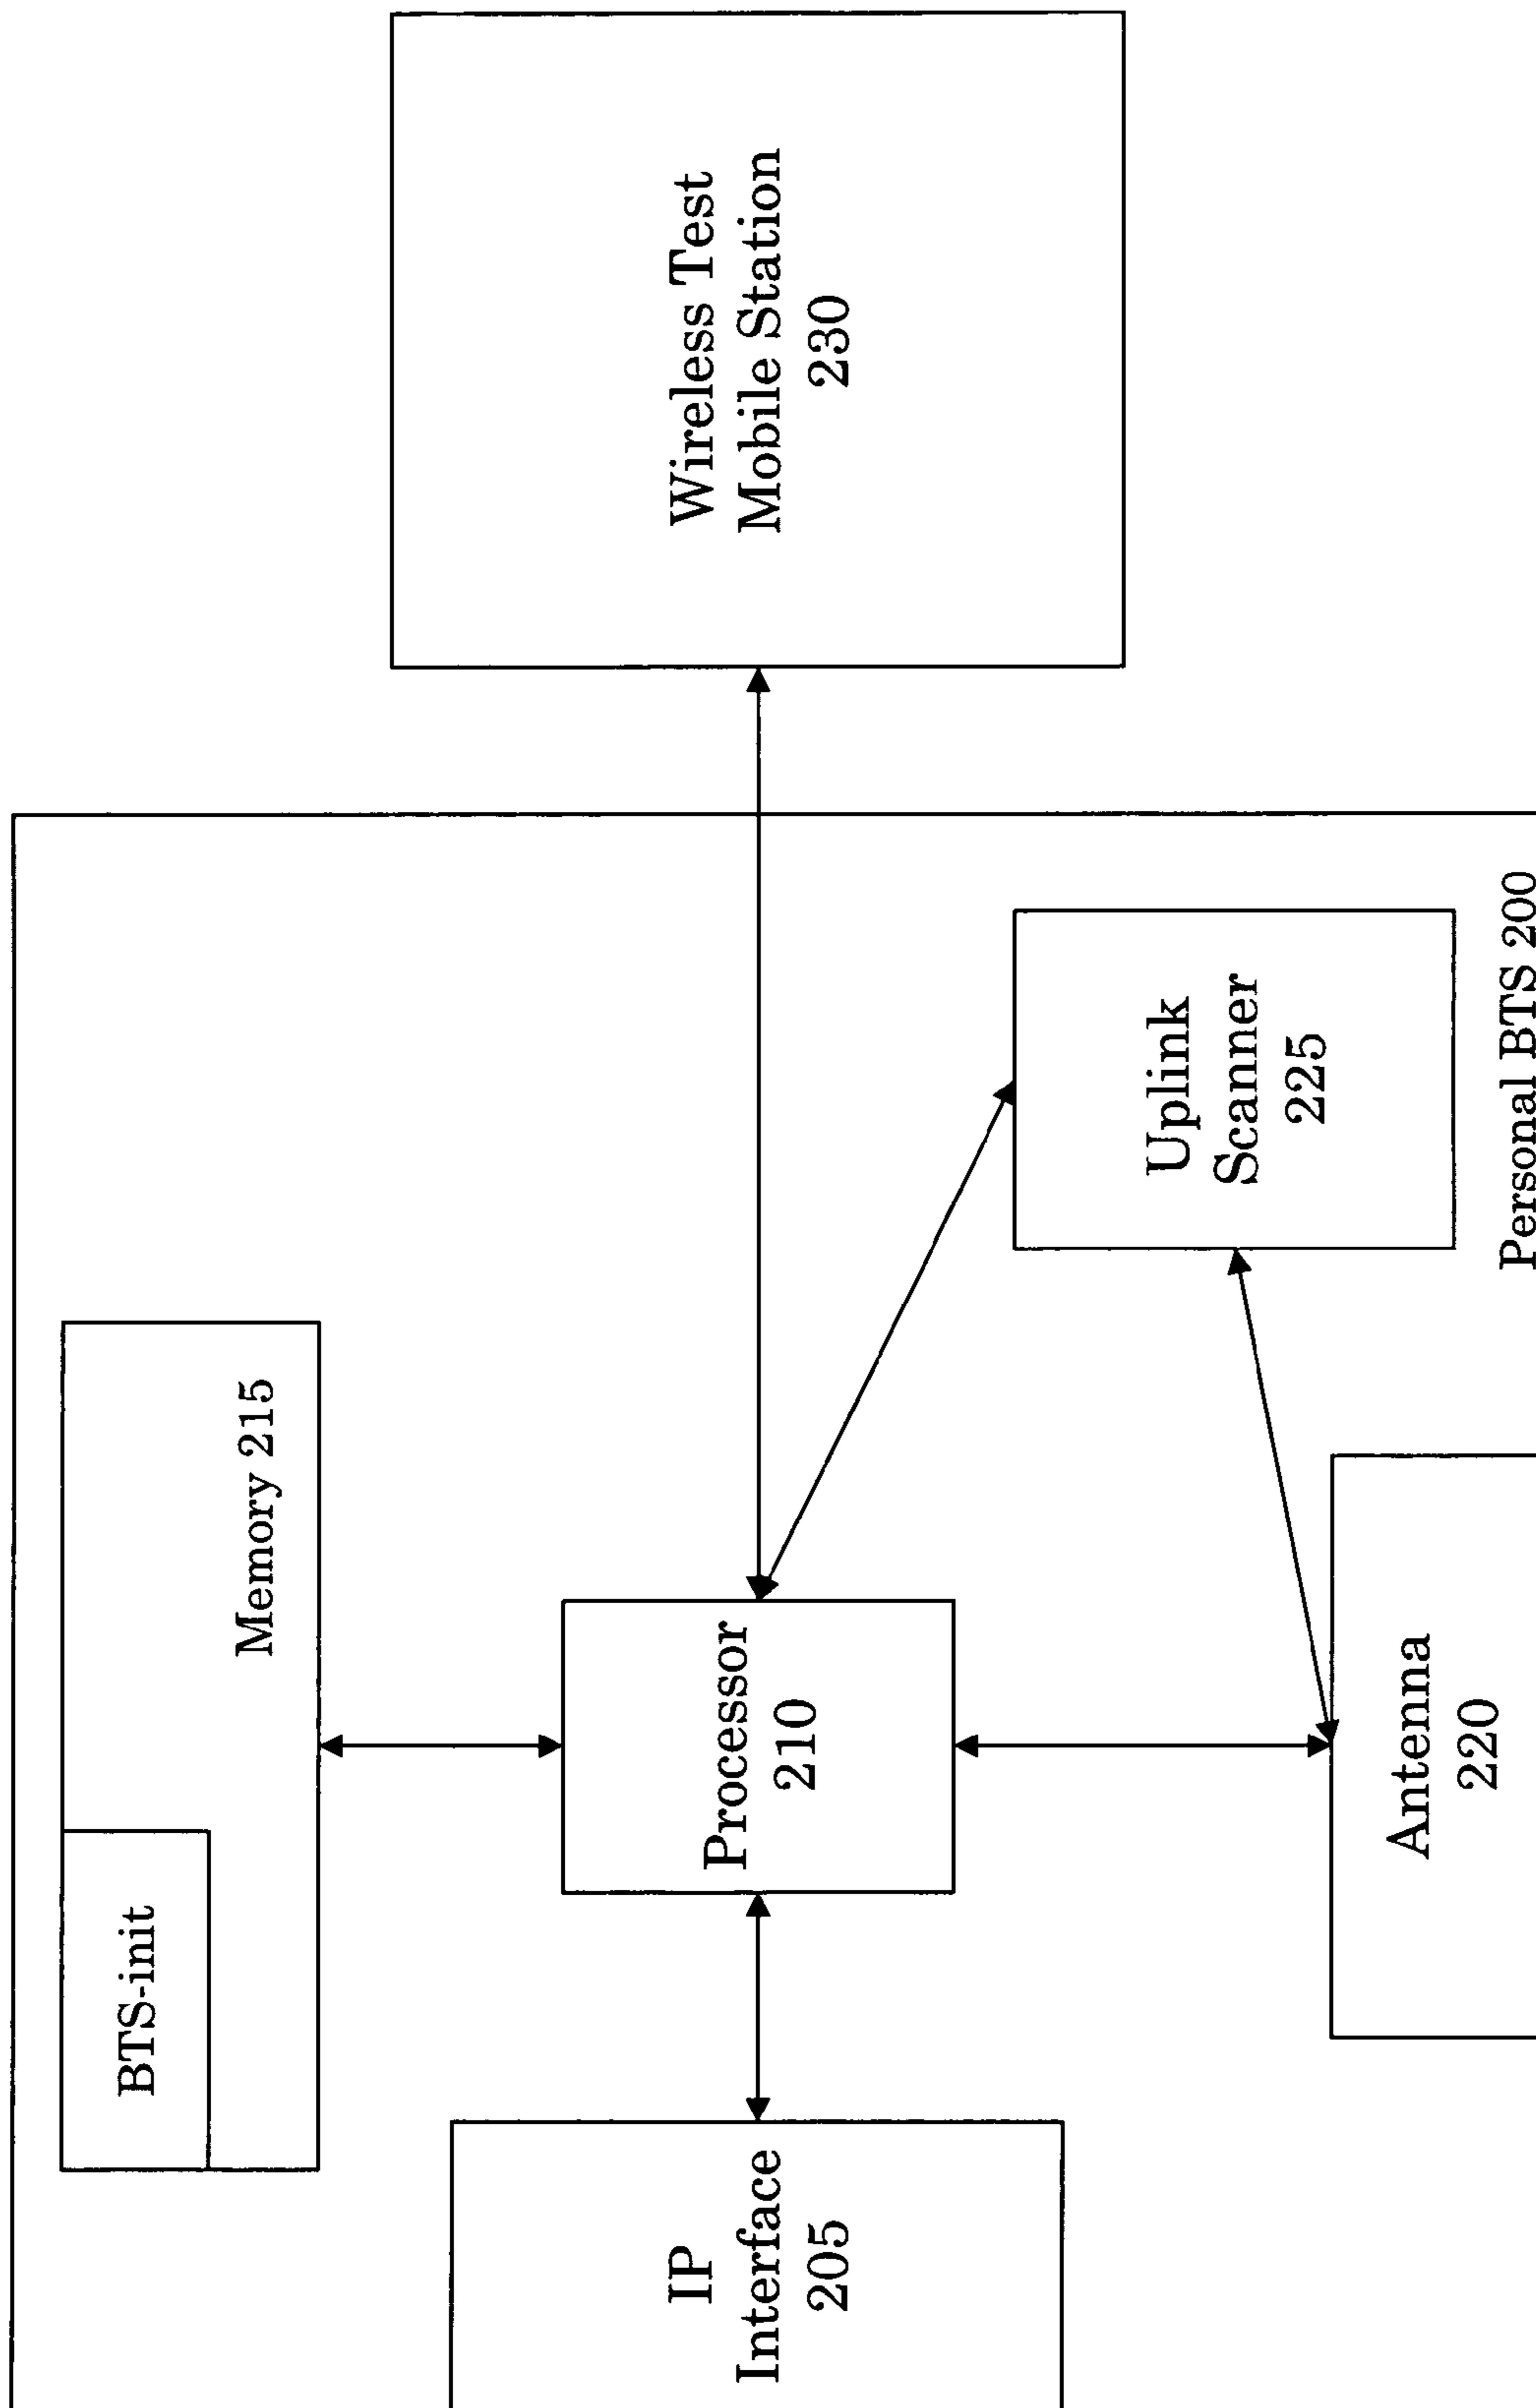 BTS-init
Memory 215
IP
Interface
205
Processor
210
Wireless Test
Mobile Station
230
Antenna
220
Uplink
Scanner
225
Personal BTS 200